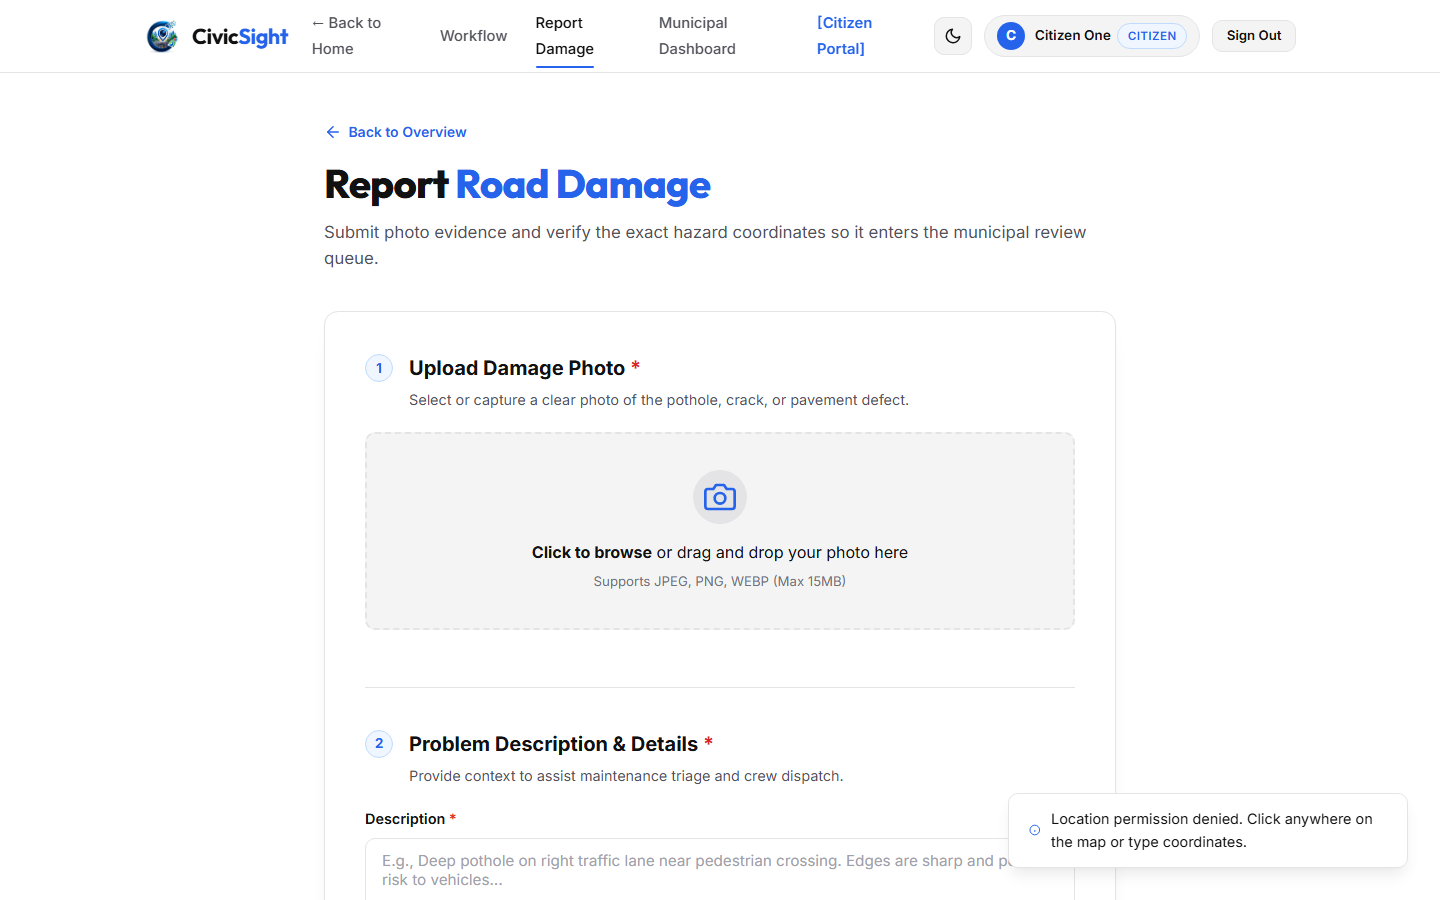 CivicSight
← Back to
Home
Workflow
Report
Damage
Municipal
Dashboard
[Citizen
Portal]
C
Citizen One
CITIZEN
Sign Out
Back to Overview
Report Road Damage
Submit photo evidence and verify the exact hazard coordinates so it enters the municipal review
queue.
1
Upload Damage Photo *
Select or capture a clear photo of the pothole, crack, or pavement defect.
Click to browse or drag and drop your photo here
Supports JPEG, PNG, WEBP (Max 15MB)
2
Problem Description & Details *
Provide context to assist maintenance triage and crew dispatch.
Description *
E.g., Deep pothole on right traffic lane near pedestrian crossing. Edges are sharp and
risk to vehicles...
Location permission denied. Click anywhere on
the map or type coordinates.